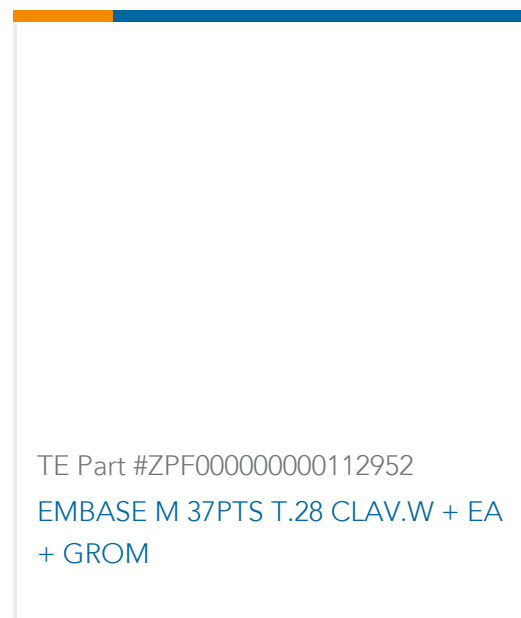 TE Part #ZPF000000000112952
EMBASE M 37PTS T.28 CLAV.W + EA
+ GROM